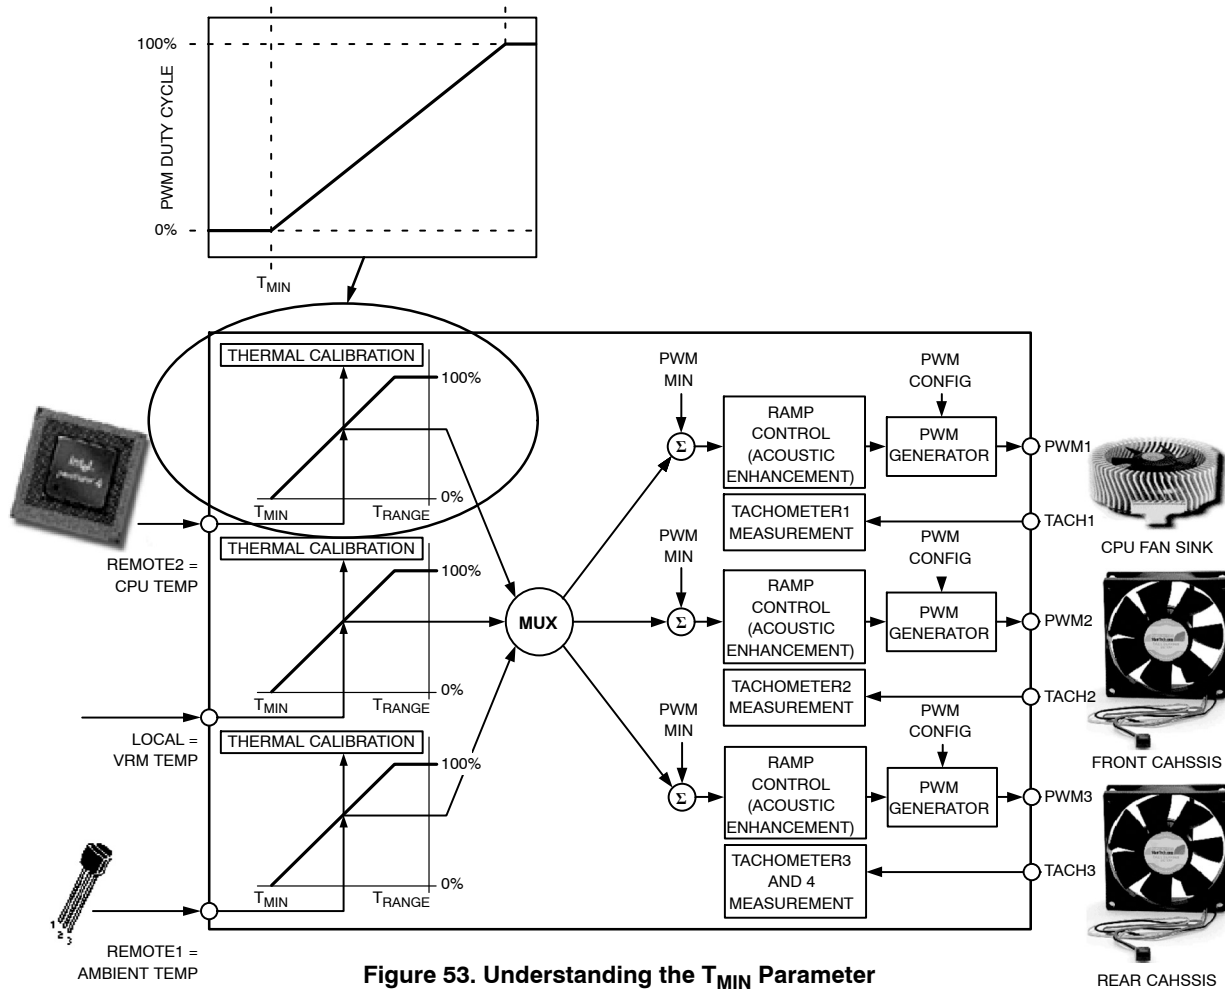 100%
PWM DUTY CYCLE
0%
TMIN
THERMAL CALIBRATION
100%
0%
TMIN
TRANGE
REMOTE2 =
CPU TEMP
THERMAL CALIBRATION
100%
0%
TMIN
TRANGE
LOCAL =
VRM TEMP
THERMAL CALIBRATION
100%
0%
TMIN
TRANGE
1
2
3
REMOTE1 =
AMBIENT TEMP
MUX
PWM
MIN
Σ
RAMP
CONTROL
(ACOUSTIC
ENHANCEMENT)
PWM
CONFIG
PWM
GENERATOR
PWM1
TACHOMETER1
MEASUREMENT
TACH1
CPU FAN SINK
PWM
MIN
Σ
RAMP
CONTROL
(ACOUSTIC
ENHANCEMENT)
PWM
CONFIG
PWM
GENERATOR
PWM2
TACHOMETER2
MEASUREMENT
TACH2
FRONT CAHSSIS
PWM
MIN
Σ
RAMP
CONTROL
(ACOUSTIC
ENHANCEMENT)
PWM
CONFIG
PWM
GENERATOR
PWM3
TACHOMETER3
AND 4
MEASUREMENT
TACH3
REAR CAHSSIS
Figure 53. Understanding the TMIN Parameter